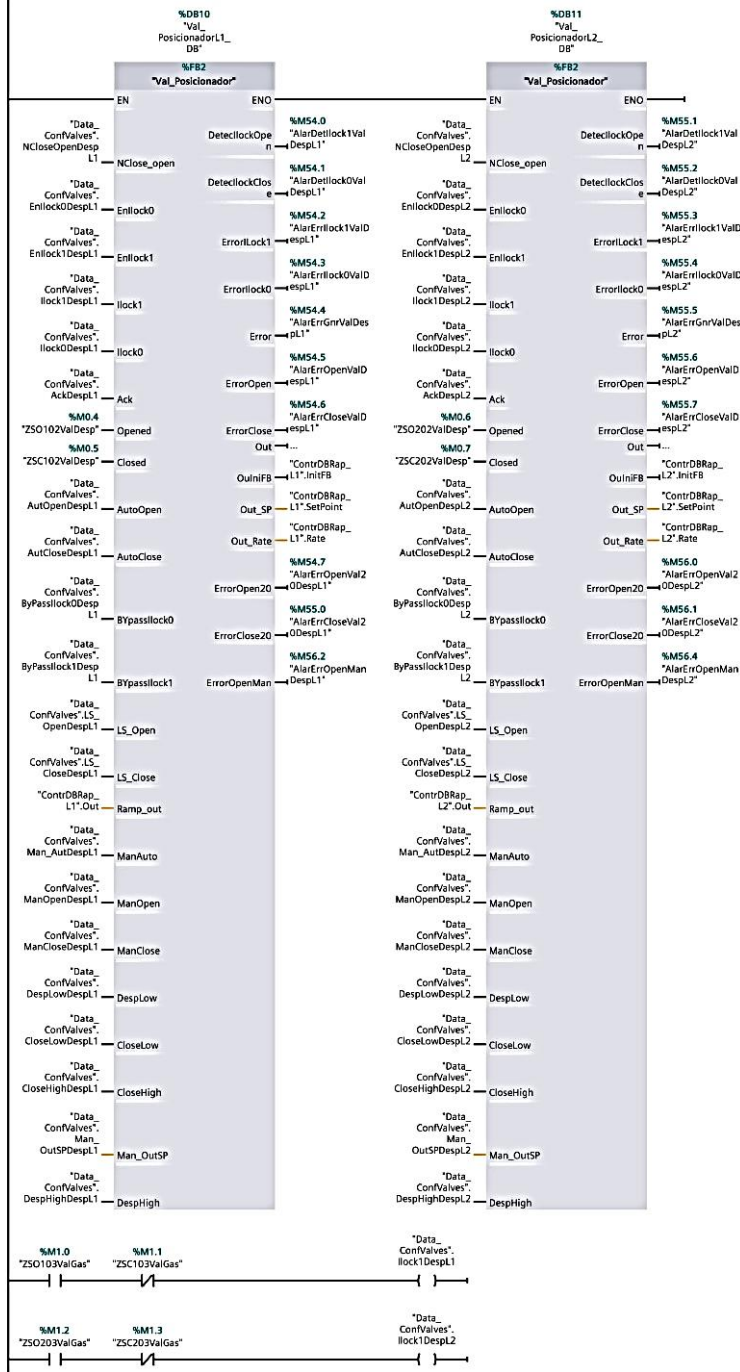 %DB10
"Val_
PosicionadorL1_
DB"
%FB2
"Val_Posicionador"
EN
ENO
"Data_
ConfValves".
NCloseOpenDesp
L1
NClose_open
"Data_
ConfValves".
EnIlock0DespL1
EnIlock0
"Data_
ConfValves".
EnIlock1DespL1
EnIlock1
"Data_
ConfValves".
Ilock1DespL1
Ilock1
"Data_
ConfValves".
Ilock0DespL1
Ilock0
"Data_
ConfValves".
AckDespL1
Ack
%M0.4
"ZSO102ValDesp"
Opened
%M0.5
"ZSC102ValDesp"
Closed
"Data_
ConfValves".
AutOpenDespL1
AutoOpen
"Data_
ConfValves".
AutCloseDespL1
AutoClose
"Data_
ConfValves".
ByPassIlock0Desp
L1
BYpassIlock0
"Data_
ConfValves".
ByPassIlock1Desp
L1
BYpassIlock1
"Data_
ConfValves".LS_
OpenDespL1
LS_Open
"Data_
ConfValves".LS_
CloseDespL1
LS_Close
"ContrDBRap_
L1".Out
Ramp_out
"Data_
ConfValves".
Man_AutDespL1
ManAuto
"Data_
ConfValves".
ManOpenDespL1
ManOpen
"Data_
ConfValves".
ManCloseDespL1
ManClose
"Data_
ConfValves".
DespLowDespL1
DespLow
"Data_
ConfValves".
CloseLowDespL1
CloseLow
"Data_
ConfValves".
CloseHighDespL1
CloseHigh
"Data_
ConfValves".
Man_
OutSPDespL1
Man_OutSP
"Data_
ConfValves".
DespHighDespL1
DespHigh
DetecIlockOpe
n
%M54.0
"AlarDetIlock1Val
DespL1"
DetecIlockClos
e
%M54.1
"AlarDetIlock0Val
DespL1"
ErrorILock1
%M54.2
"AlarErrIlock1ValD
espL1"
ErrorIlock0
%M54.3
"AlarErrIlock0ValD
espL1"
Error
%M54.4
"AlarErrGnrValDes
pL1"
ErrorOpen
%M54.5
"AlarErrOpenValD
espL1"
ErrorClose
%M54.6
"AlarErrCloseValD
espL1"
Out
...
OuIniFB
"ContrDBRap_
L1".InitFB
Out_SP
"ContrDBRap_
L1".SetPoint
Out_Rate
"ContrDBRap_
L1".Rate
ErrorOpen20
%M54.7
"AlarErrOpenVal2
0DespL1"
ErrorClose20
%M55.0
"AlarErrCloseVal2
0DespL1"
ErrorOpenMan
%M56.2
"AlarErrOpenMan
DespL1"
%DB11
"Val_
PosicionadorL2_
DB"
%FB2
"Val_Posicionador"
EN
ENO
"Data_
ConfValves".
NCloseOpenDesp
L2
NClose_open
"Data_
ConfValves".
EnIlock0DespL2
EnIlock0
"Data_
ConfValves".
EnIlock1DespL2
EnIlock1
"Data_
ConfValves".
Ilock1DespL2
Ilock1
"Data_
ConfValves".
Ilock0DespL2
Ilock0
"Data_
ConfValves".
AckDespL2
Ack
%M0.6
"ZSO202ValDesp"
Opened
%M0.7
"ZSC202ValDesp"
Closed
"Data_
ConfValves".
AutOpenDespL2
AutoOpen
"Data_
ConfValves".
AutCloseDespL2
AutoClose
"Data_
ConfValves".
ByPassIlock0Desp
L2
BYpassIlock0
"Data_
ConfValves".
ByPassIlock1Desp
L2
BYpassIlock1
"Data_
ConfValves".LS_
OpenDespL2
LS_Open
"Data_
ConfValves".LS_
CloseDespL2
LS_Close
"ContrDBRap_
L2".Out
Ramp_out
"Data_
ConfValves".
Man_AutDespL2
ManAuto
"Data_
ConfValves".
ManOpenDespL2
ManOpen
"Data_
ConfValves".
ManCloseDespL2
ManClose
"Data_
ConfValves".
DespLowDespL2
DespLow
"Data_
ConfValves".
CloseLowDespL2
CloseLow
"Data_
ConfValves".
CloseHighDespL2
CloseHigh
"Data_
ConfValves".
Man_
OutSPDespL2
Man_OutSP
"Data_
ConfValves".
DespHighDespL2
DespHigh
DetecIlockOpe
n
%M55.1
"AlarDetIlock1Val
DespL2"
DetecIlockClos
e
%M55.2
"AlarDetIlock0Val
DespL2"
ErrorILock1
%M55.3
"AlarErrIlock1ValD
espL2"
ErrorIlock0
%M55.4
"AlarErrIlock0ValD
espL2"
Error
%M55.5
"AlarErrGnrValDes
pL2"
ErrorOpen
%M55.6
"AlarErrOpenValD
espL2"
ErrorClose
%M55.7
"AlarErrCloseValD
espL2"
Out
...
OuIniFB
"ContrDBRap_
L2".InitFB
Out_SP
"ContrDBRap_
L2".SetPoint
Out_Rate
"ContrDBRap_
L2".Rate
ErrorOpen20
%M56.0
"AlarErrOpenVal2
0DespL2"
ErrorClose20
%M56.1
"AlarErrCloseVal2
0DespL2"
ErrorOpenMan
%M56.4
"AlarErrOpenMan
DespL2"
%M1.0
"ZSO103ValGas"
%M1.1
"ZSC103ValGas"
"Data_
ConfValves".
Ilock1DespL1
%M1.2
"ZSO203ValGas"
%M1.3
"ZSC203ValGas"
"Data_
ConfValves".
Ilock1DespL2